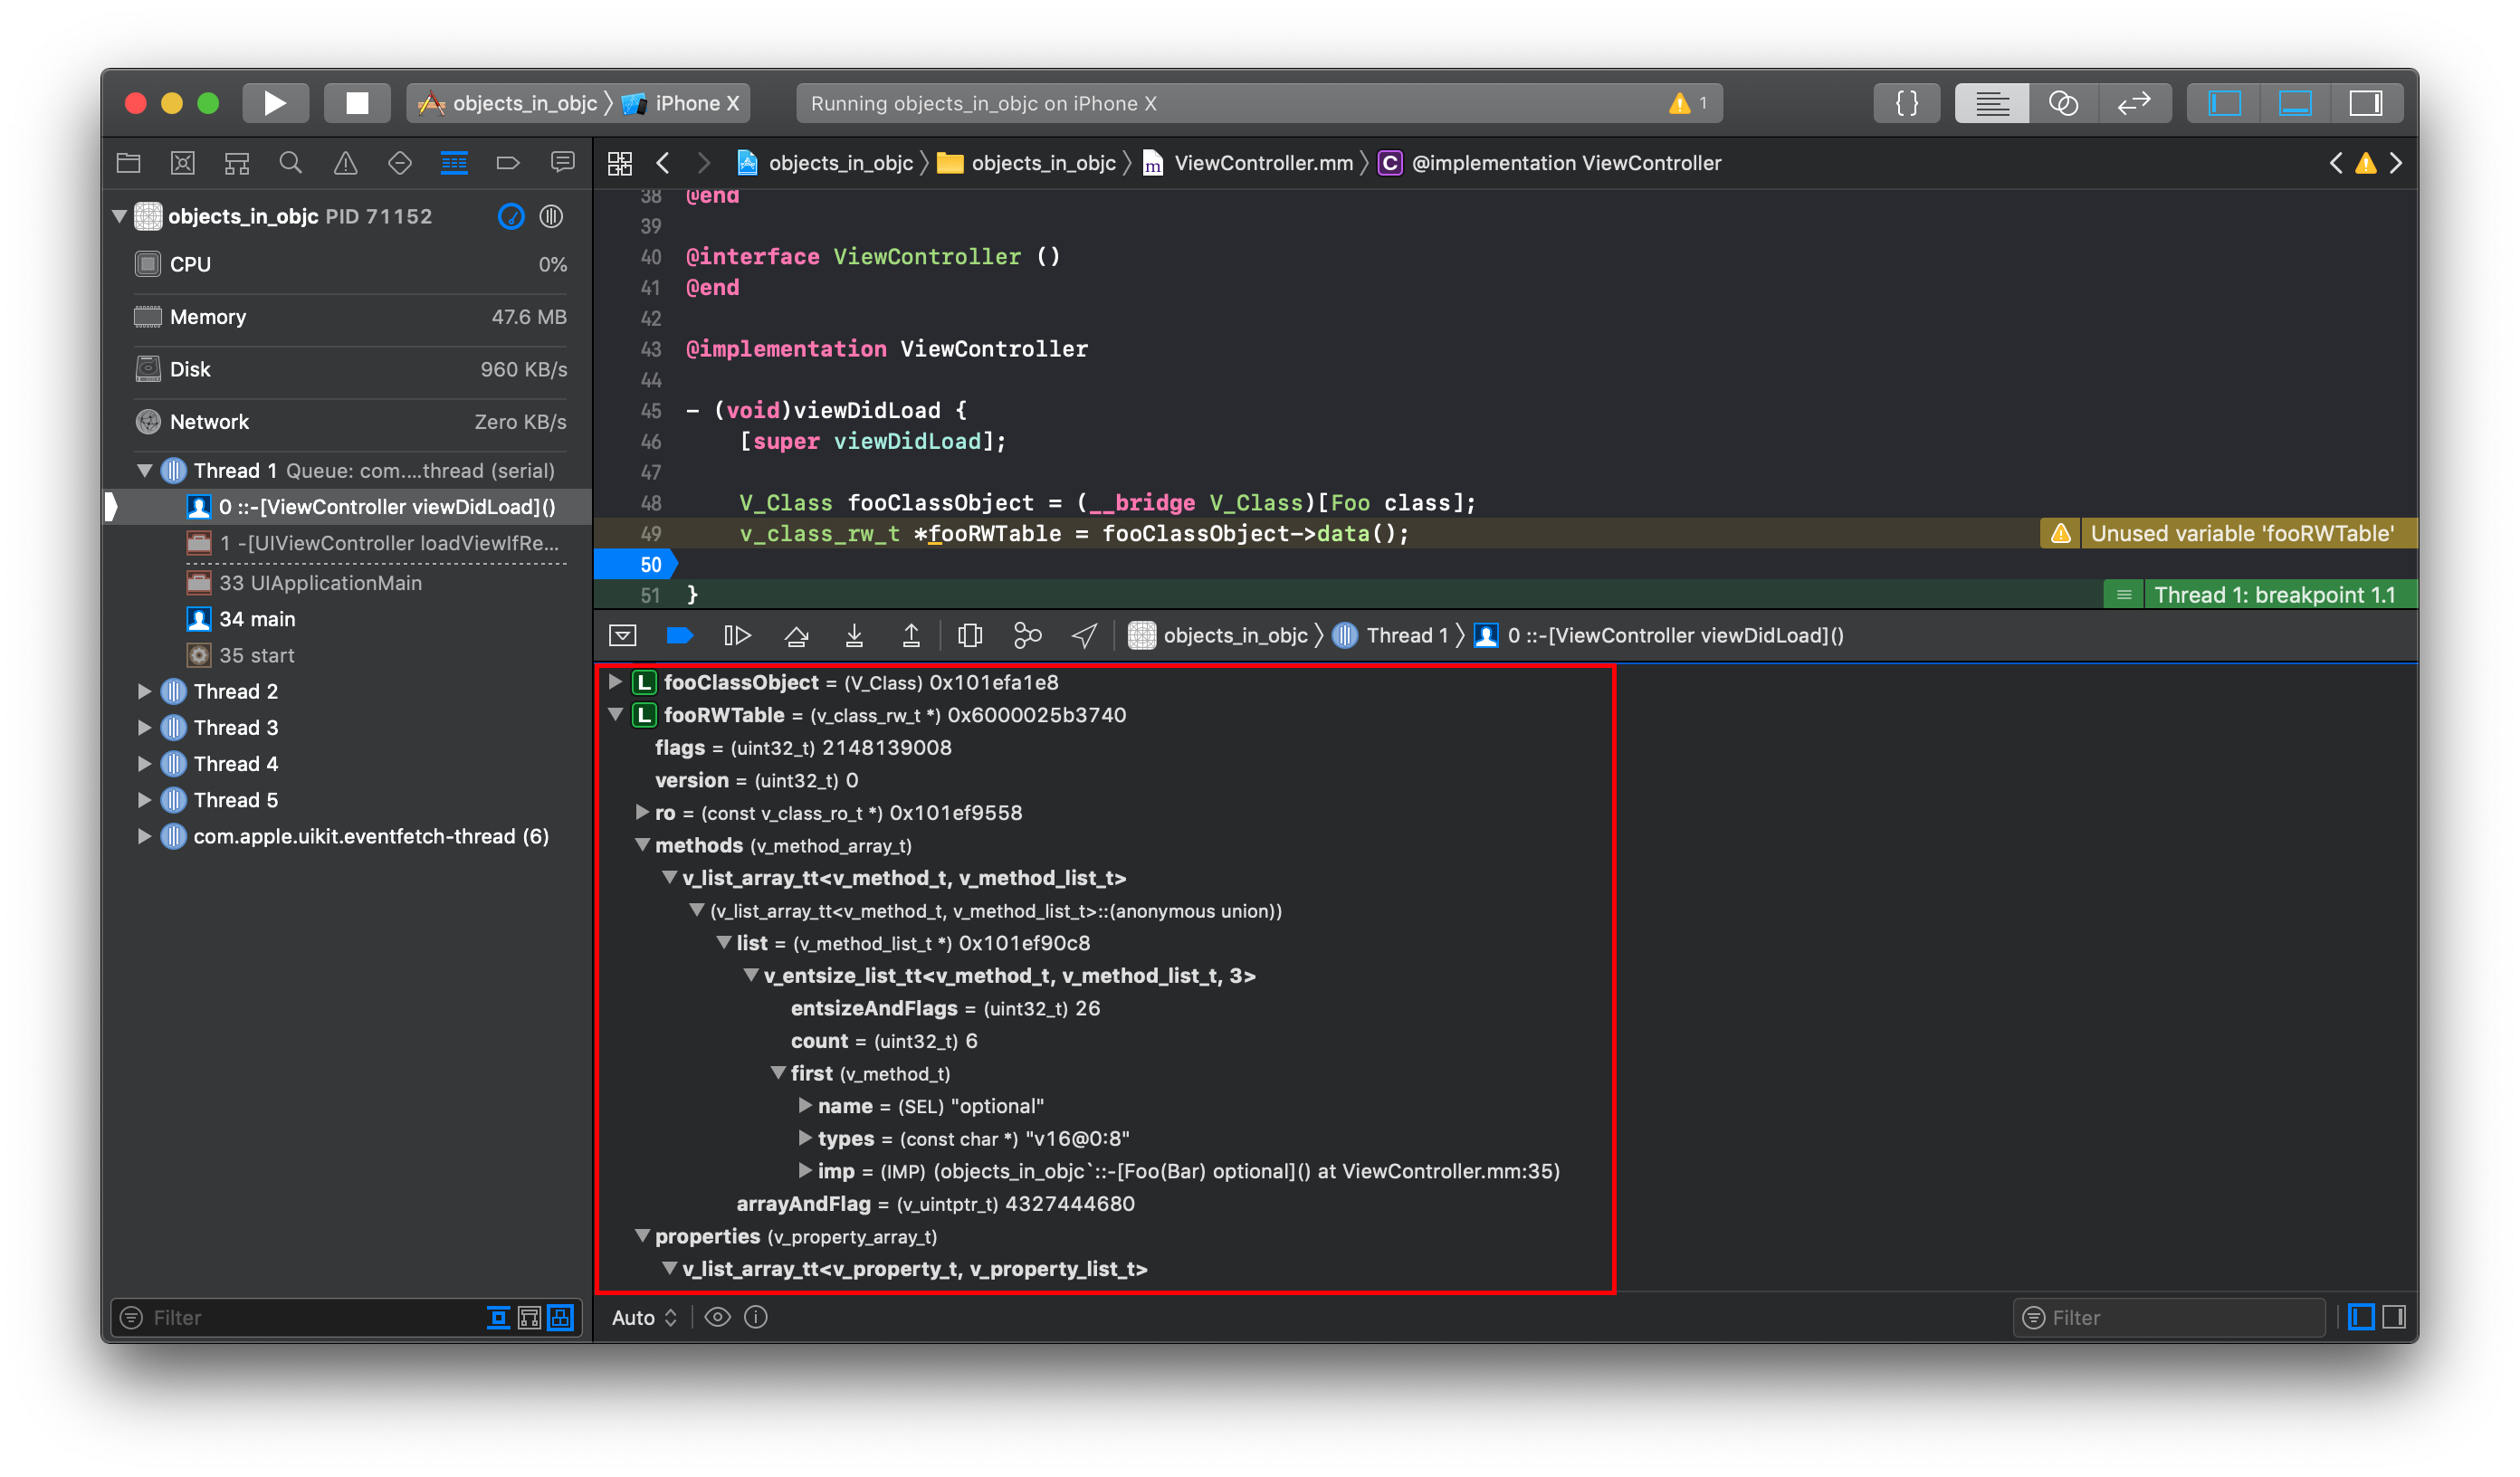 objects_in_objc 〉 iPhone X
Running objects_in_objc on iPhone X
1
{ }
objects_in_objc 〉 objects_in_objc 〉 ViewController.mm 〉 C @implementation ViewController
objects_in_objc PID 71152
CPU 0%
Memory 47.6 MB
Disk 960 KB/s
Network Zero KB/s
Thread 1 Queue: com....thread (serial)
0 ::-[ViewController viewDidLoad]()
1 -[UIViewController loadViewIfRe...
33 UIApplicationMain
34 main
35 start
Thread 2
Thread 3
Thread 4
Thread 5
com.apple.uikit.eventfetch-thread (6)
Filter
38 @end
39
40 @interface ViewController ()
41 @end
42
43 @implementation ViewController
44
45 - (void)viewDidLoad {
46 [super viewDidLoad];
47
48 V_Class fooClassObject = (__bridge V_Class)[Foo class];
49 v_class_rw_t *fooRWTable = fooClassObject->data();
Unused variable 'fooRWTable'
50
51 }
Thread 1: breakpoint 1.1
objects_in_objc 〉 Thread 1 〉 0 ::-[ViewController viewDidLoad]()
L fooClassObject = (V_Class) 0x101efa1e8
L fooRWTable = (v_class_rw_t *) 0x6000025b3740
flags = (uint32_t) 2148139008
version = (uint32_t) 0
ro = (const v_class_ro_t *) 0x101ef9558
methods (v_method_array_t)
v_list_array_tt<v_method_t, v_method_list_t>
(v_list_array_tt<v_method_t, v_method_list_t>::(anonymous union))
list = (v_method_list_t *) 0x101ef90c8
v_entsize_list_tt<v_method_t, v_method_list_t, 3>
entsizeAndFlags = (uint32_t) 26
count = (uint32_t) 6
first (v_method_t)
name = (SEL) "optional"
types = (const char *) "v16@0:8"
imp = (IMP) (objects_in_objc`::-[Foo(Bar) optional]() at ViewController.mm:35)
arrayAndFlag = (v_uintptr_t) 4327444680
properties (v_property_array_t)
v_list_array_tt<v_property_t, v_property_list_t>
Auto
Filter